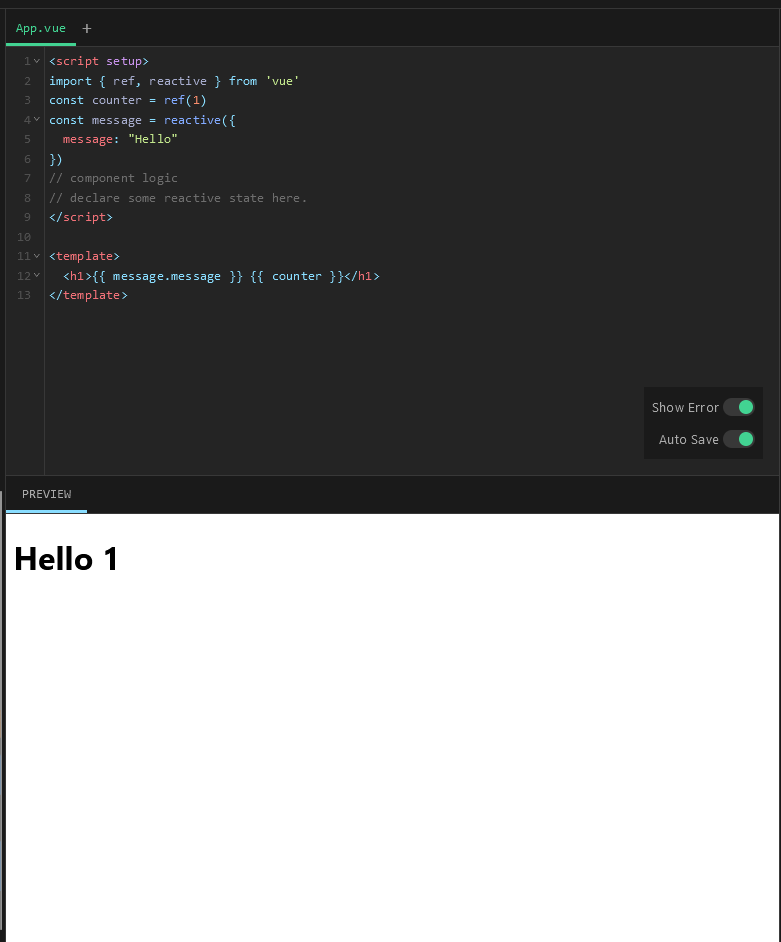 App.vue +
1 <script setup>
2 import { ref, reactive } from 'vue'
3 const counter = ref(1)
4 const message = reactive({
5   message: "Hello"
6 })
7 // component logic
8 // declare some reactive state here.
9 </script>
10
11 <template>
12   <h1>{{ message.message }} {{ counter }}</h1>
13 </template>
Show Error
Auto Save
PREVIEW
Hello 1